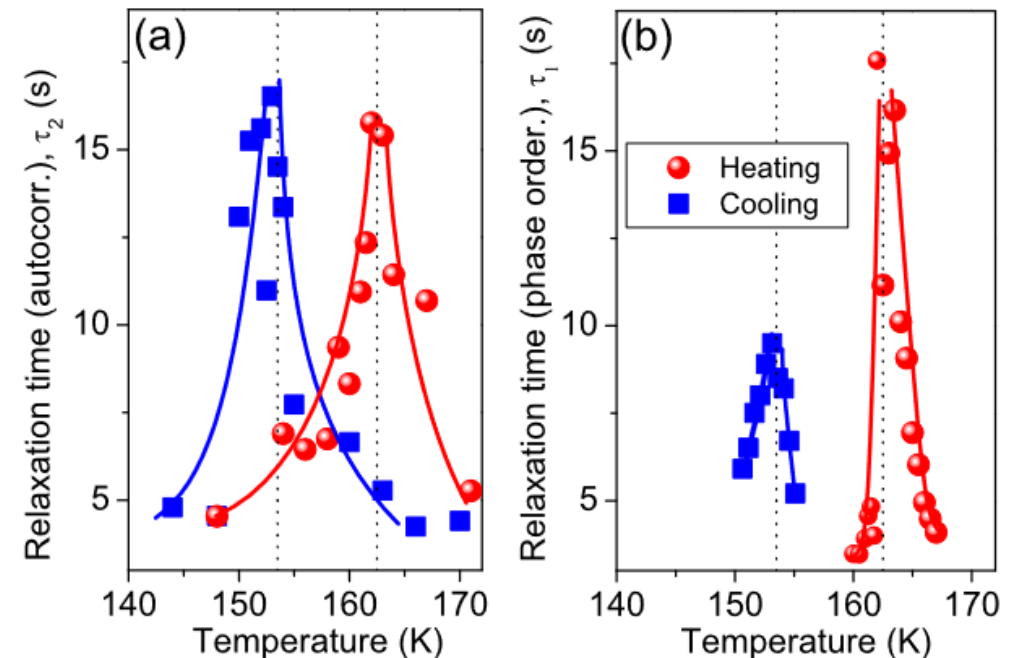 (a)
Relaxation time (autocorr.), τ2 (s)
15
10
5
140 150 160 170
Temperature (K)
(b)
Relaxation time (phase order.), τ1 (s)
15
10
5
Heating
Cooling
140 150 160 170
Temperature (K)